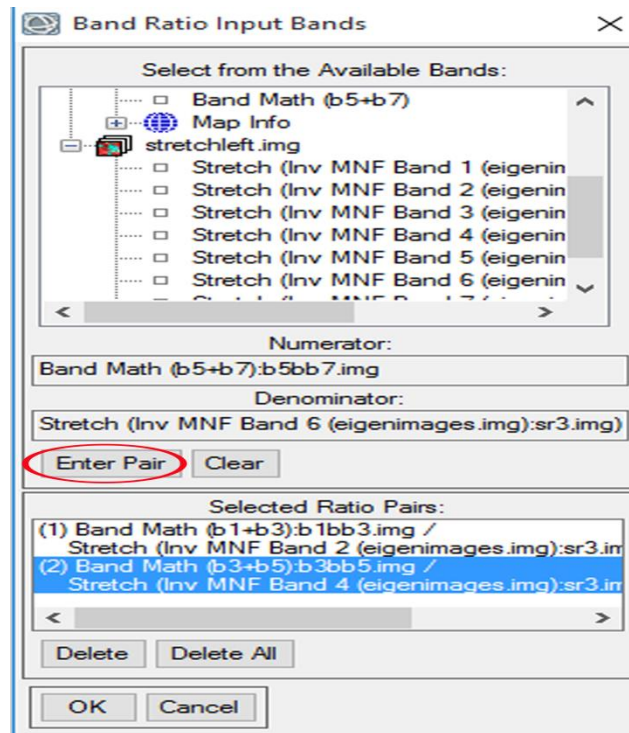 Band Ratio Input Bands
Select from the Available Bands:
Band Math (b5+b7)
Map Info
stretchleft.img
Stretch (Inv MNF Band 1 (eigenin
Stretch (Inv MNF Band 2 (eigenin
Stretch (Inv MNF Band 3 (eigenin
Stretch (Inv MNF Band 4 (eigenin
Stretch (Inv MNF Band 5 (eigenin
Stretch (Inv MNF Band 6 (eigenin
Numerator:
Band Math (b5+b7):b5bb7.img
Denominator:
Stretch (Inv MNF Band 6 (eigenimages.img):sr3.img)
Enter Pair Clear
Selected Ratio Pairs:
(1) Band Math (b1+b3):b1bb3.img /
Stretch (Inv MNF Band 2 (eigenimages.img):sr3.im
(2) Band Math (b3+b5):b3bb5.img /
Stretch (Inv MNF Band 4 (eigenimages.img):sr3.im
Delete Delete All
OK Cancel